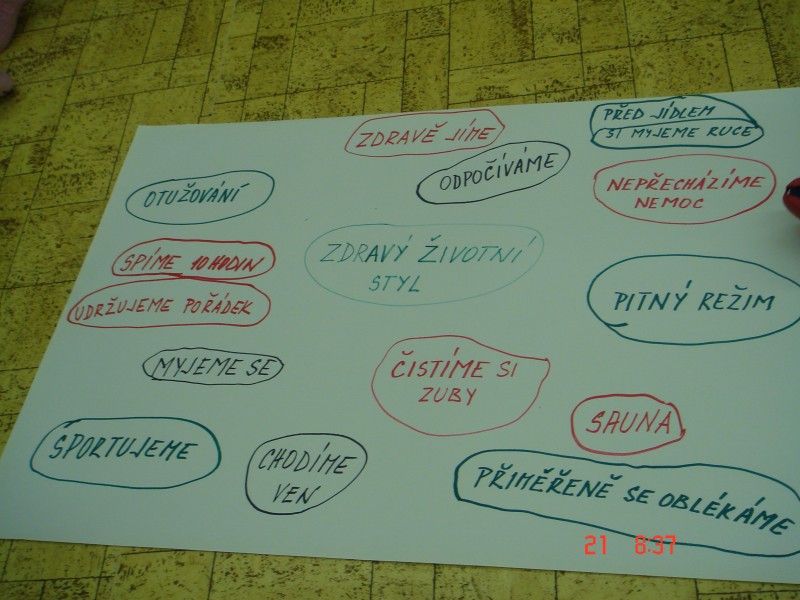 ZDRAVĚ JÍME
PŘED JÍDLEM
SI MYJEME RUCE
ODPOČÍVÁME
OTUŽOVÁNÍ
NEPŘECHÁZÍME
NEMOC
ZDRAVÝ ŽIVOTNÍ
STYL
SPÍME 10 HODIN
UDRŽUJEME POŘÁDEK
PITNÝ REŽIM
MYJEME SE
ČISTÍME SI
ZUBY
SAUNA
SPORTUJEME
CHODÍME
VEN
PŘIMĚŘENĚ SE OBLÉKÁME
21 8:37